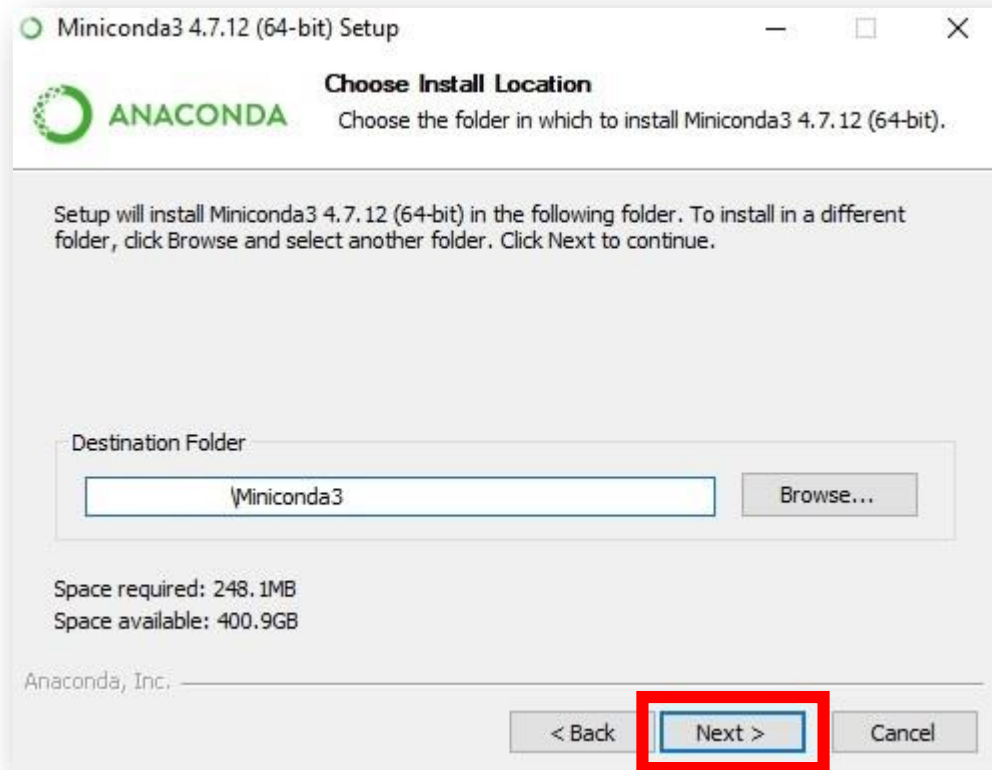 Miniconda3 4.7.12 (64-bit) Setup
ANACONDA
Choose Install Location
Choose the folder in which to install Miniconda3 4.7.12 (64-bit).
Setup will install Miniconda3 4.7.12 (64-bit) in the following folder. To install in a different
folder, click Browse and select another folder. Click Next to continue.
Destination Folder
\Miniconda3
Browse...
Space required: 248.1MB
Space available: 400.9GB
Anaconda, Inc.
< Back
Next >
Cancel